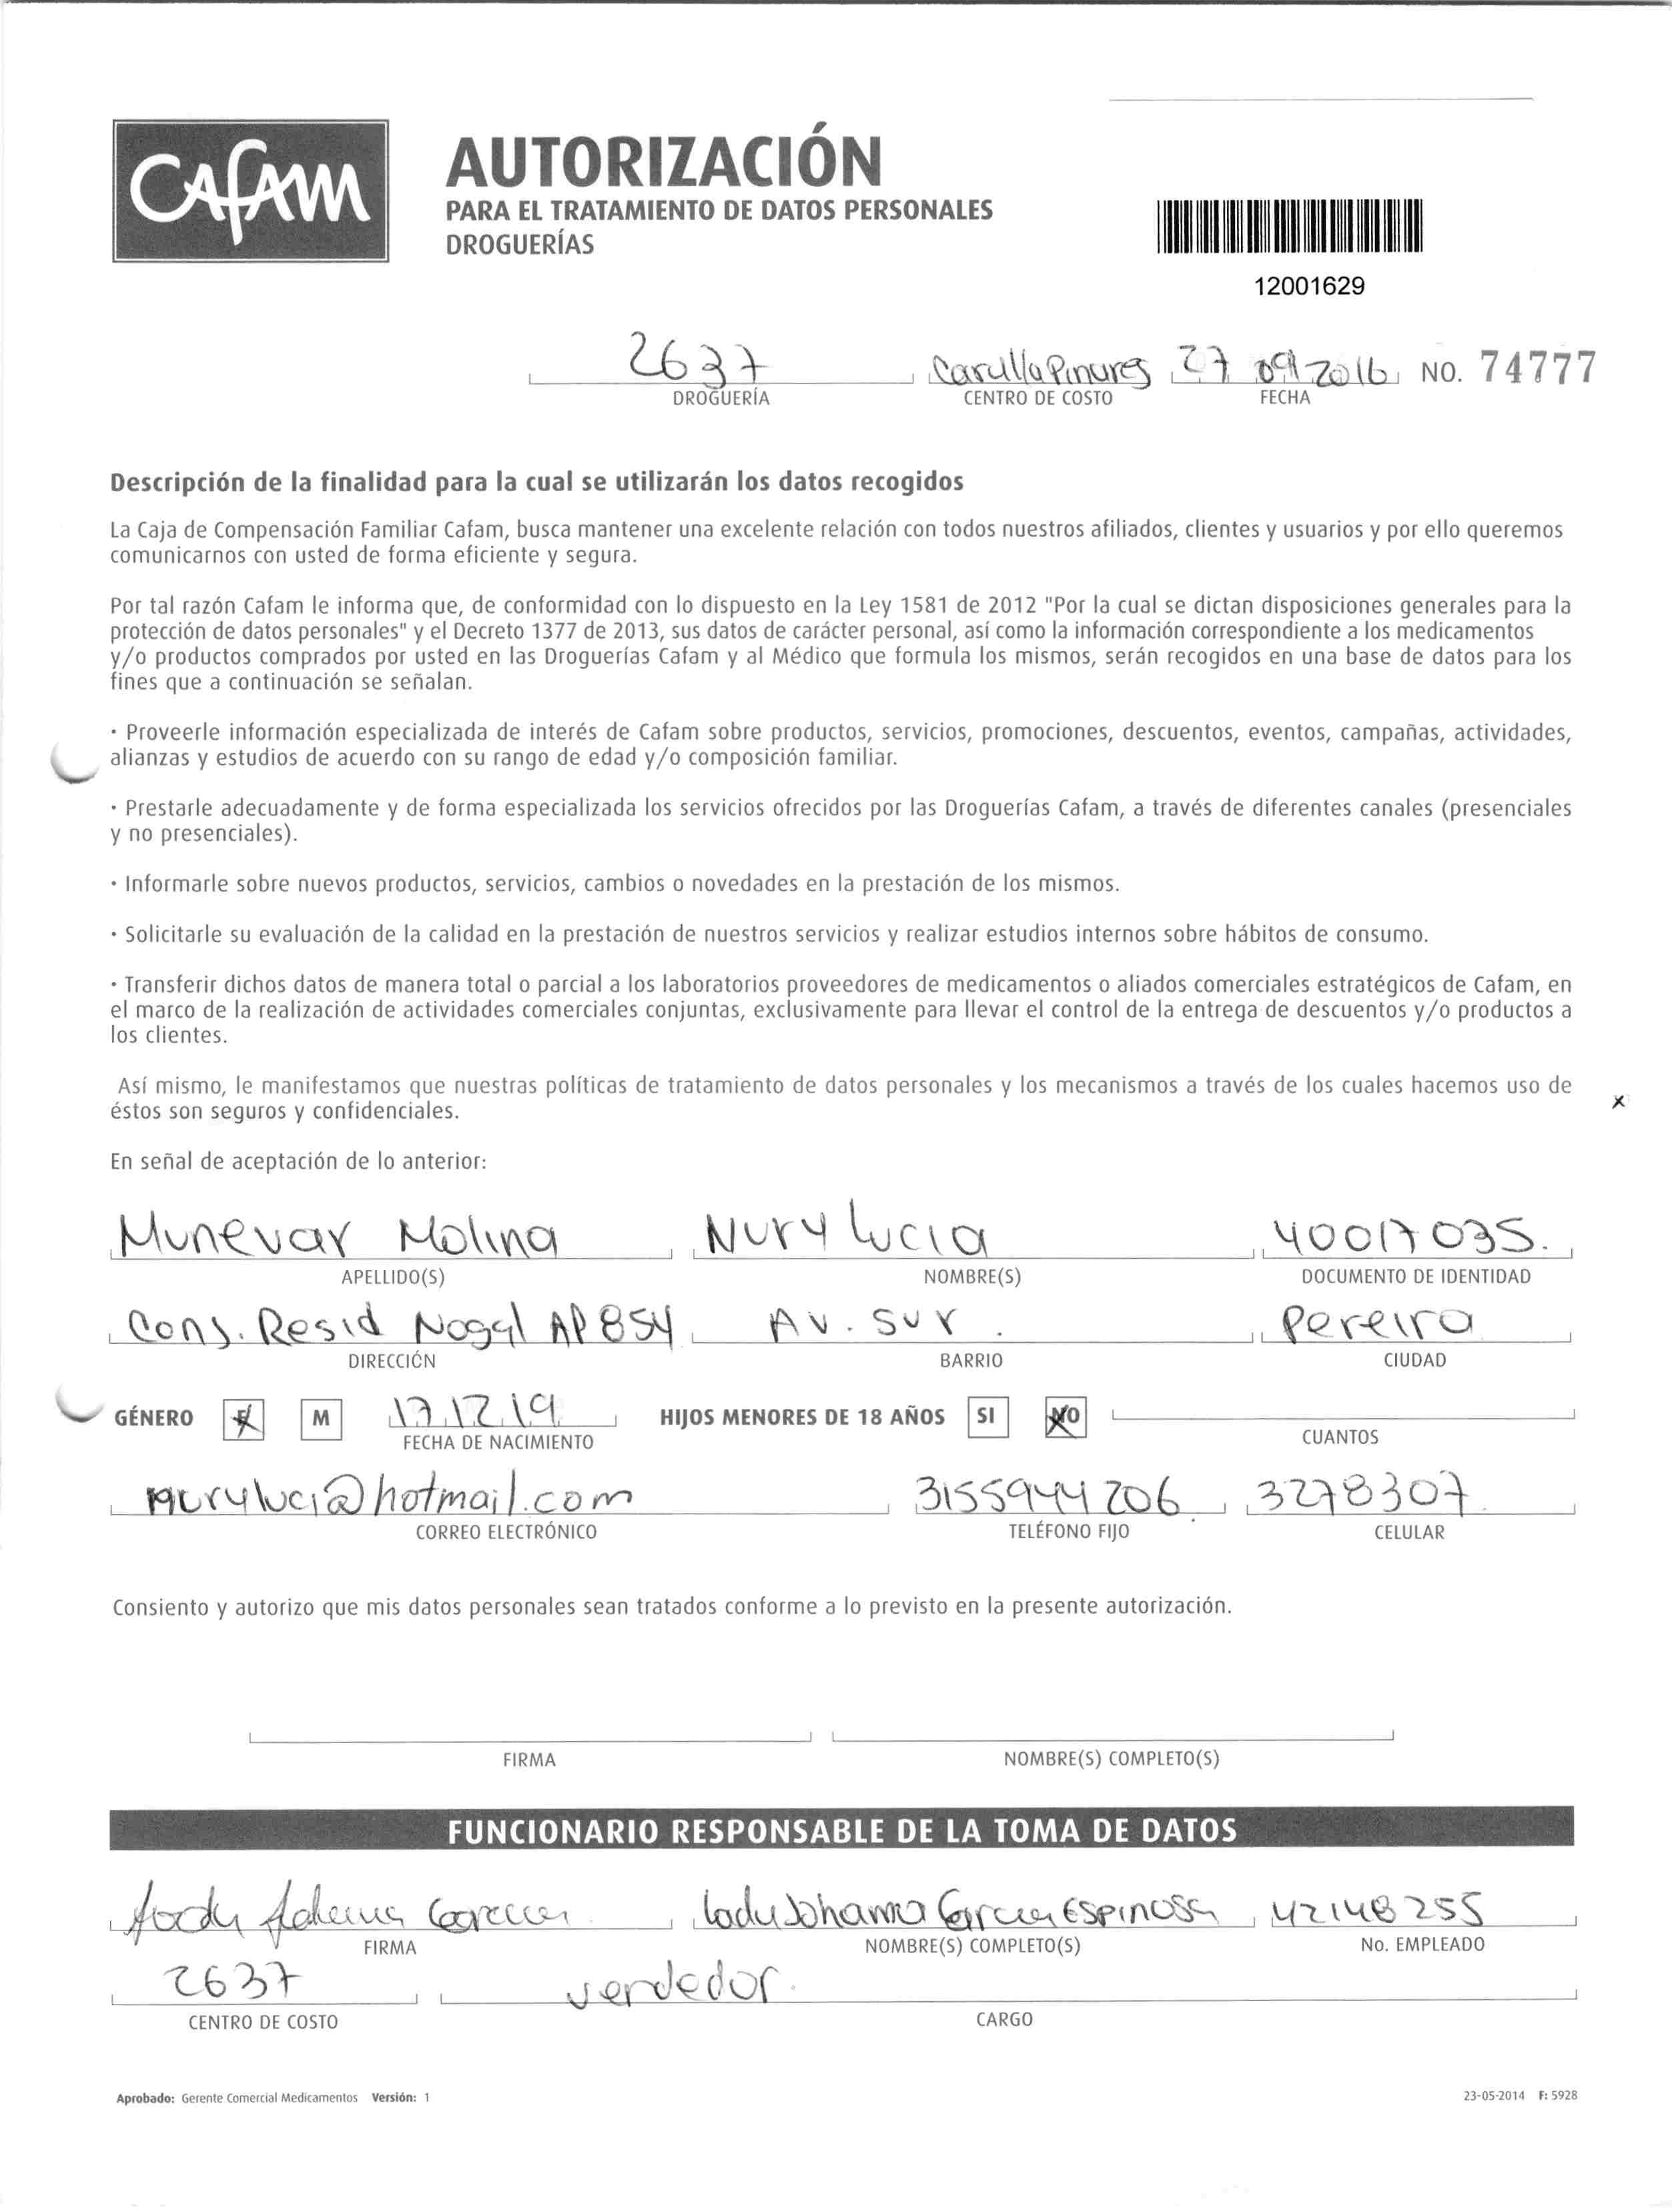 CAFAM
AUTORIZACIÓN
PARA EL TRATAMIENTO DE DATOS PERSONALES
DROGUERÍAS
12001629
2637 Carulla Pinares 27 09 2016 NO. 74777
DROGUERÍA CENTRO DE COSTO FECHA
Descripción de la finalidad para la cual se utilizarán los datos recogidos
La Caja de Compensación Familiar Cafam, busca mantener una excelente relación con todos nuestros afiliados, clientes y usuarios y por ello queremos
comunicarnos con usted de forma eficiente y segura.
Por tal razón Cafam le informa que, de conformidad con lo dispuesto en la Ley 1581 de 2012 "Por la cual se dictan disposiciones generales para la
protección de datos personales" y el Decreto 1377 de 2013, sus datos de carácter personal, así como la información correspondiente a los medicamentos
y/o productos comprados por usted en las Droguerías Cafam y al Médico que formula los mismos, serán recogidos en una base de datos para los
fines que a continuación se señalan.
· Proveerle información especializada de interés de Cafam sobre productos, servicios, promociones, descuentos, eventos, campañas, actividades,
alianzas y estudios de acuerdo con su rango de edad y/o composición familiar.
· Prestarle adecuadamente y de forma especializada los servicios ofrecidos por las Droguerías Cafam, a través de diferentes canales (presenciales
y no presenciales).
· Informarle sobre nuevos productos, servicios, cambios o novedades en la prestación de los mismos.
· Solicitarle su evaluación de la calidad en la prestación de nuestros servicios y realizar estudios internos sobre hábitos de consumo.
· Transferir dichos datos de manera total o parcial a los laboratorios proveedores de medicamentos o aliados comerciales estratégicos de Cafam, en
el marco de la realización de actividades comerciales conjuntas, exclusivamente para llevar el control de la entrega de descuentos y/o productos a
los clientes.
Así mismo, le manifestamos que nuestras políticas de tratamiento de datos personales y los mecanismos a través de los cuales hacemos uso de
éstos son seguros y confidenciales.
En señal de aceptación de lo anterior:
Munevar Molina Nury Lucia 40017035.
APELLIDO(S) NOMBRE(S) DOCUMENTO DE IDENTIDAD
Conj. Resid Nogal AP 854 Av. Sur. Pereira
DIRECCIÓN BARRIO CIUDAD
GÉNERO F M 17 12 19 HIJOS MENORES DE 18 AÑOS SI NO
FECHA DE NACIMIENTO CUANTOS
nuryluci@hotmail.com 3155944206 3278307
CORREO ELECTRÓNICO TELÉFONO FIJO CELULAR
Consiento y autorizo que mis datos personales sean tratados conforme a lo previsto en la presente autorización.
FIRMA NOMBRE(S) COMPLETO(S)
FUNCIONARIO RESPONSABLE DE LA TOMA DE DATOS
Garcia Johanna Garcia Espinosa 42148255
FIRMA NOMBRE(S) COMPLETO(S) No. EMPLEADO
2637 vendedor.
CENTRO DE COSTO CARGO
Aprobado: Gerente Comercial Medicamentos Versión: 1 23-05-2014 F: 5928